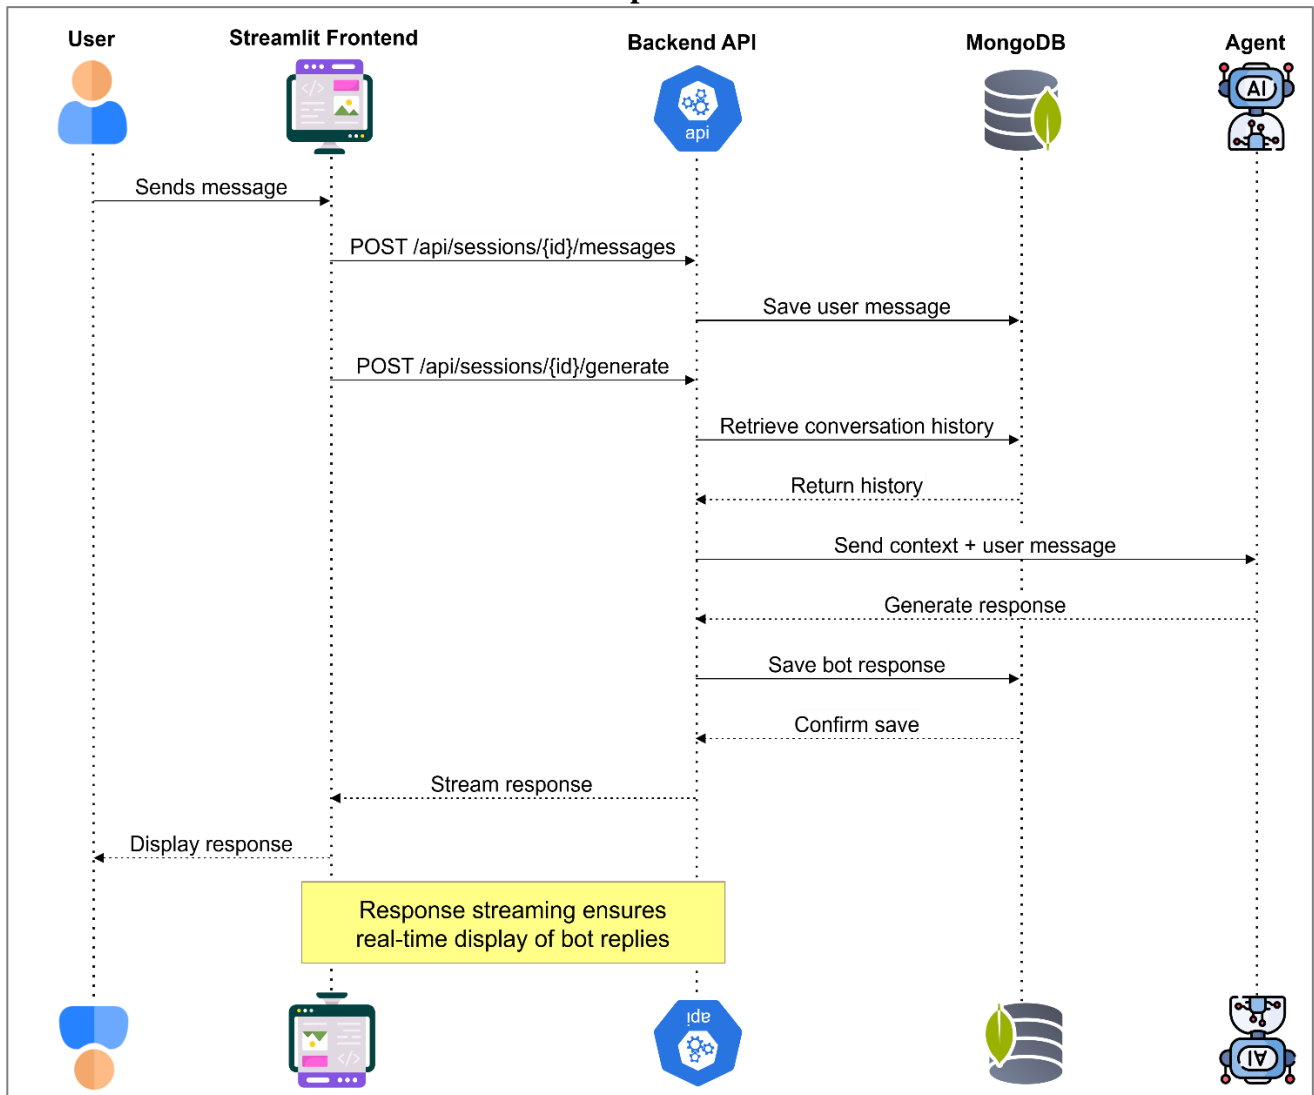 User
Streamlit Frontend
Backend API
MongoDB
Agent
api
AI
Sends message
POST /api/sessions/{id}/messages
Save user message
POST /api/sessions/{id}/generate
Retrieve conversation history
Return history
Send context + user message
Generate response
Save bot response
Confirm save
Stream response
Display response
Response streaming ensures
real-time display of bot replies
api
AI